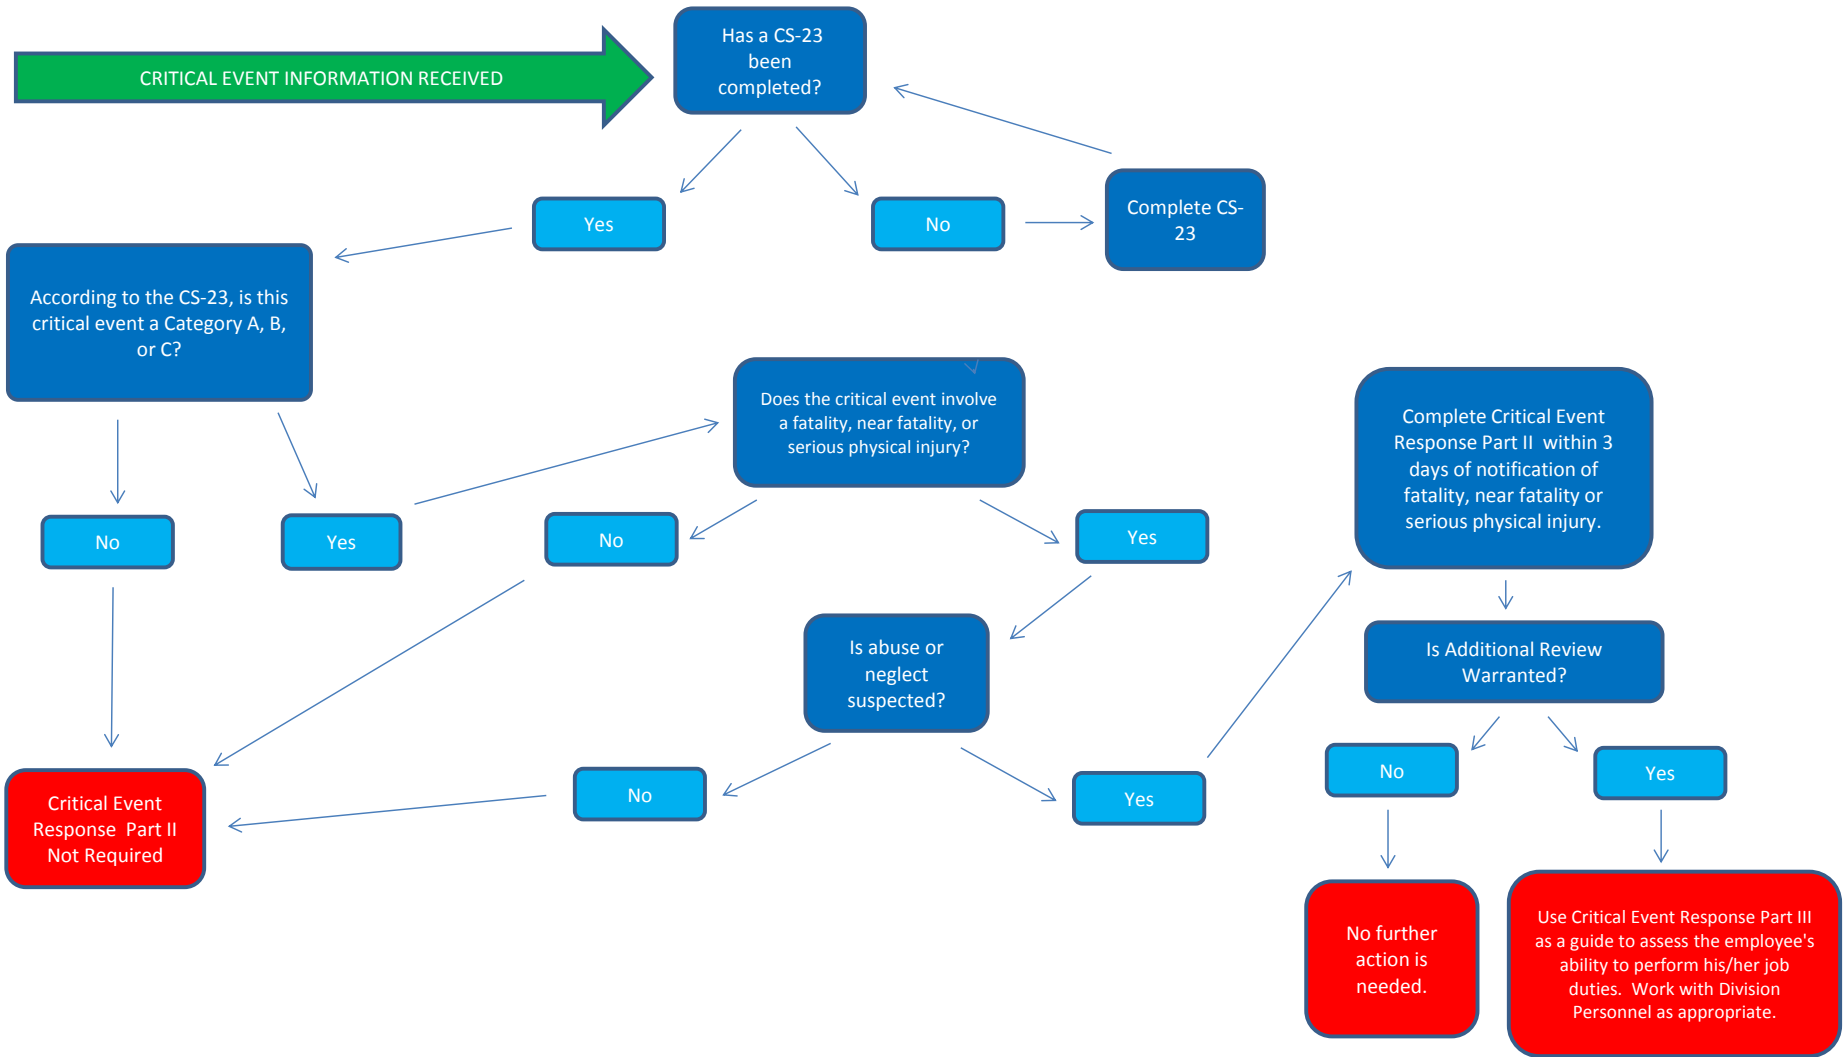 CRITICAL EVENT INFORMATION RECEIVED
Has a CS-23
been
completed?
Yes
No
Complete CS-
23
According to the CS-23, is this
critical event a Category A, B,
or C?
Does the critical event involve
a fatality, near fatality, or
serious physical injury?
Complete Critical Event
Response Part II  within 3
days of notification of
fatality, near fatality or
serious physical injury.
No
Yes
No
Yes
Is abuse or
neglect
suspected?
Is Additional Review
Warranted?
No
Yes
No
Yes
Critical Event
Response  Part II
Not Required
No further
action is
needed.
Use Critical Event Response Part III
as a guide to assess the employee's
ability to perform his/her job
duties.  Work with Division
Personnel as appropriate.